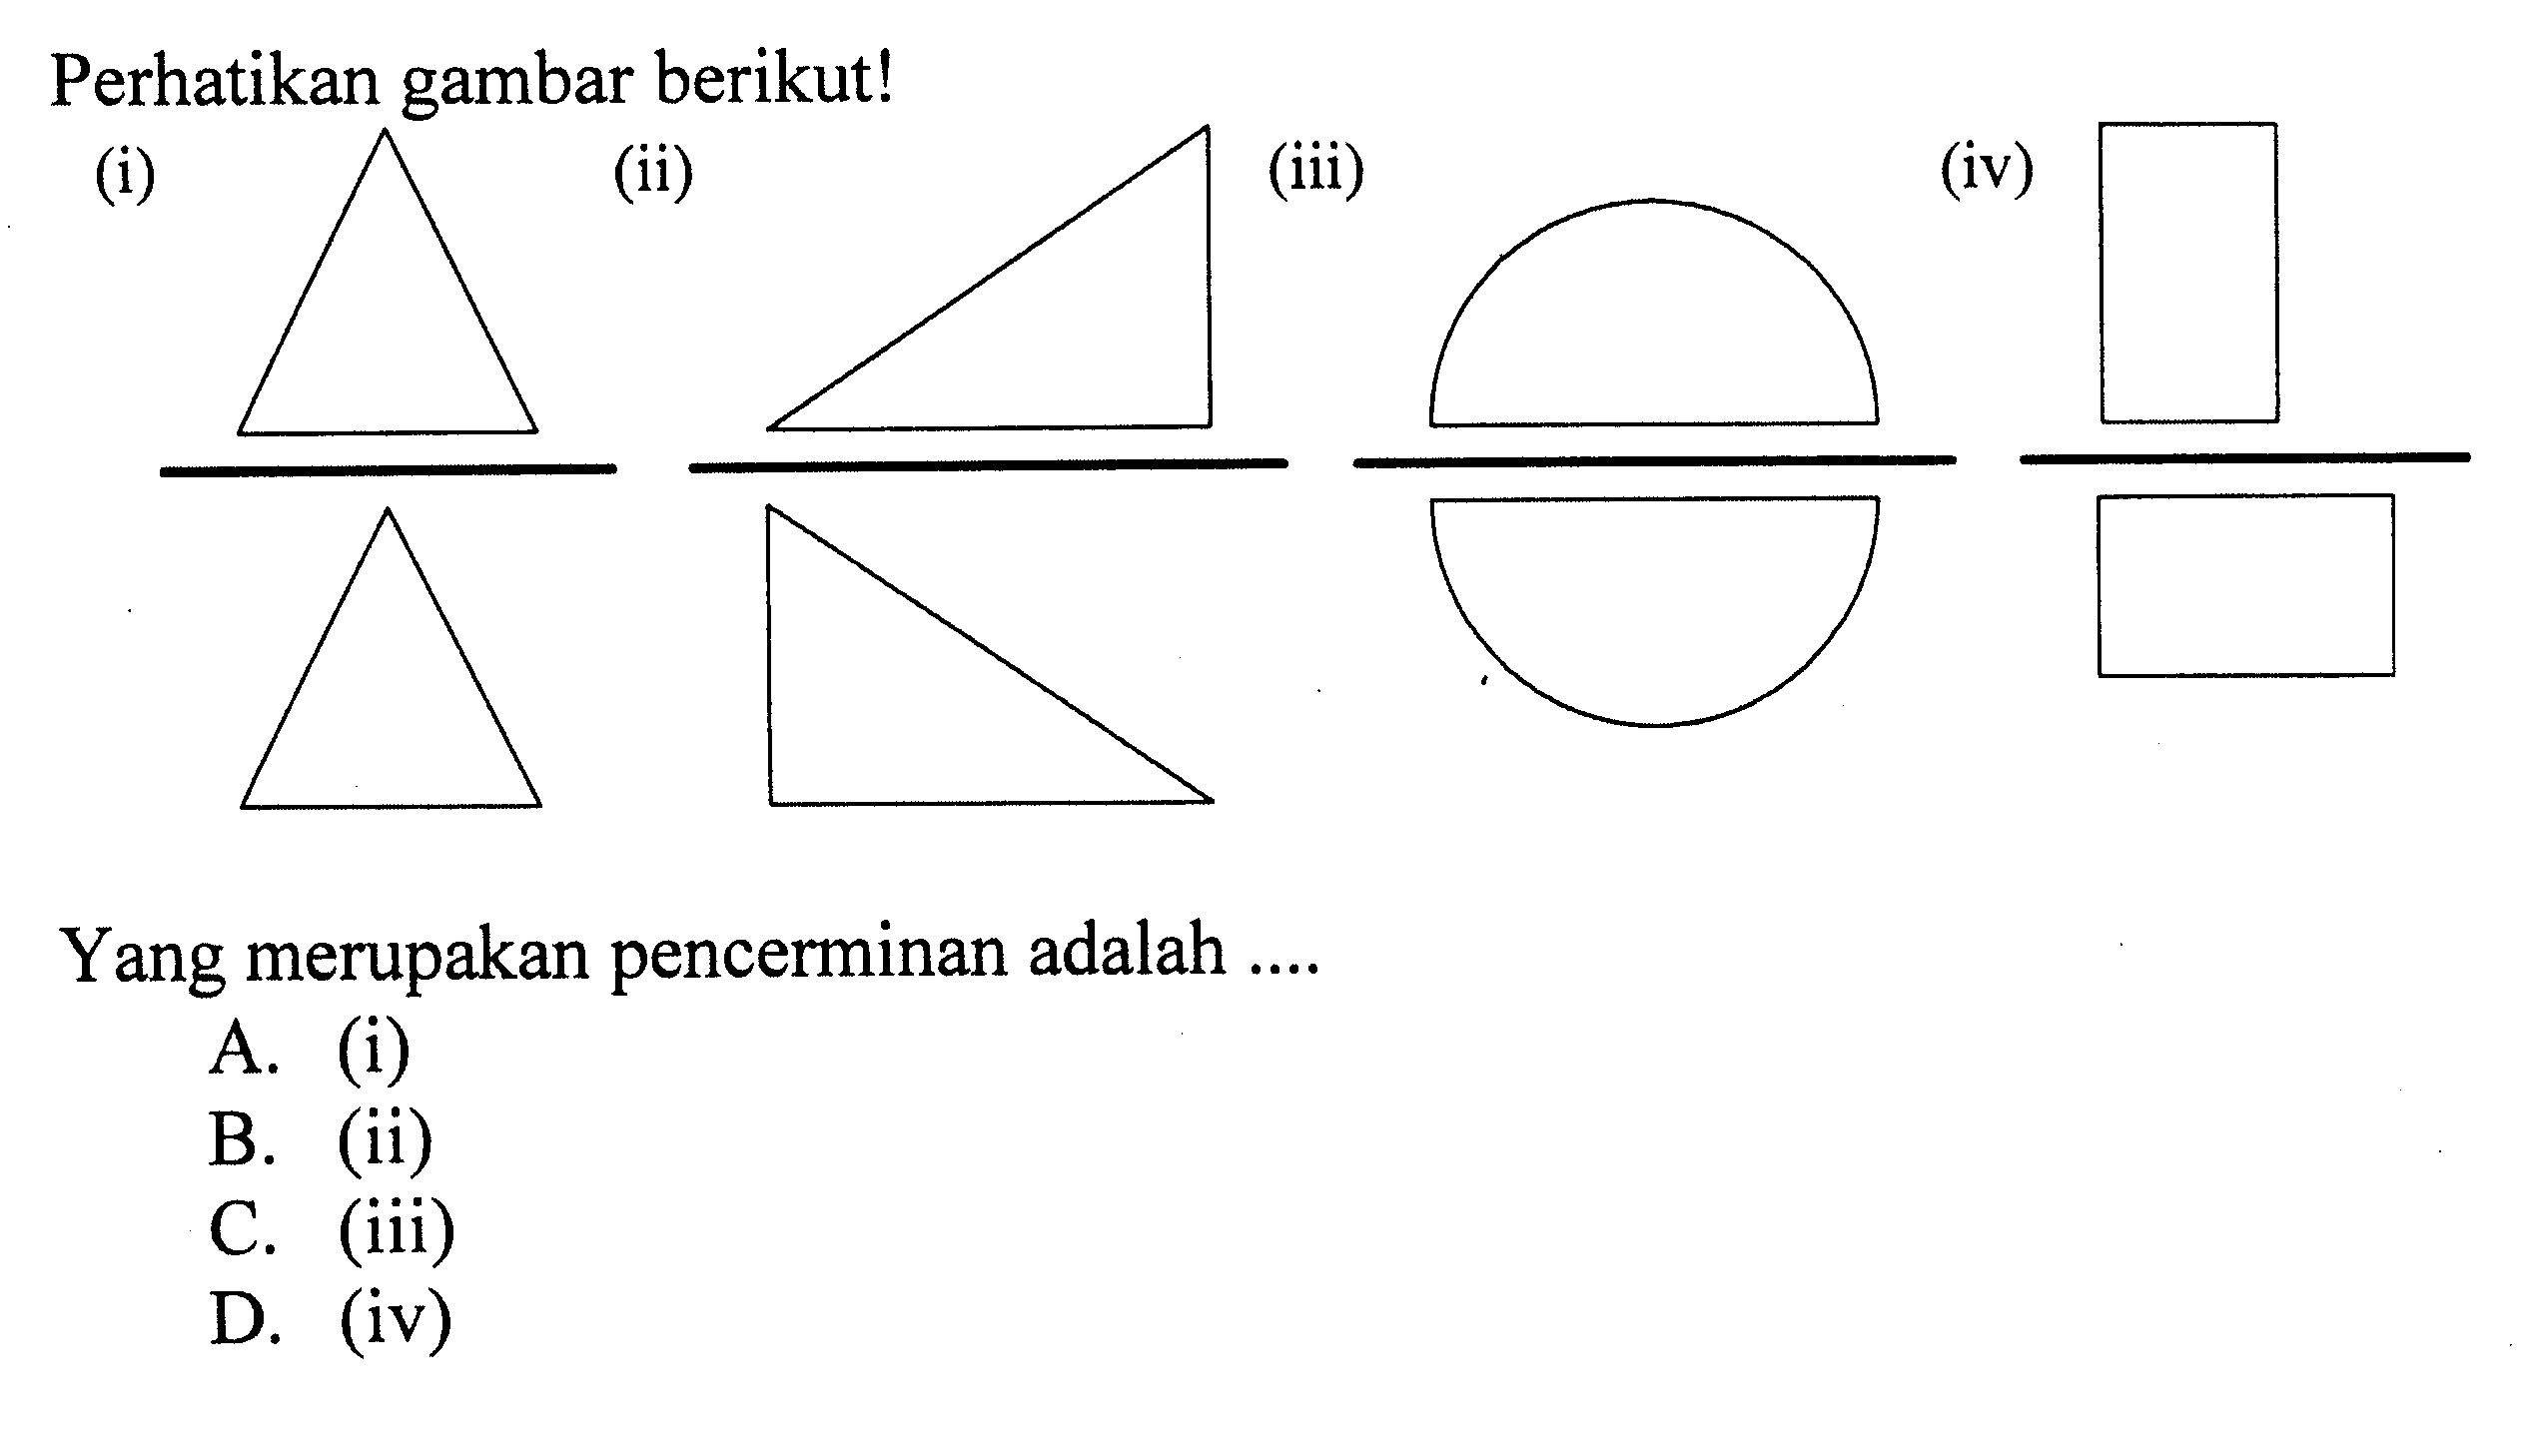 Perhatikan gambar berikut!
(i) (ii) (iii) (iv)
Yang merupakan pencerminan adalah ....
A. (i)
B. (ii)
C. (iii)
D. (iv)